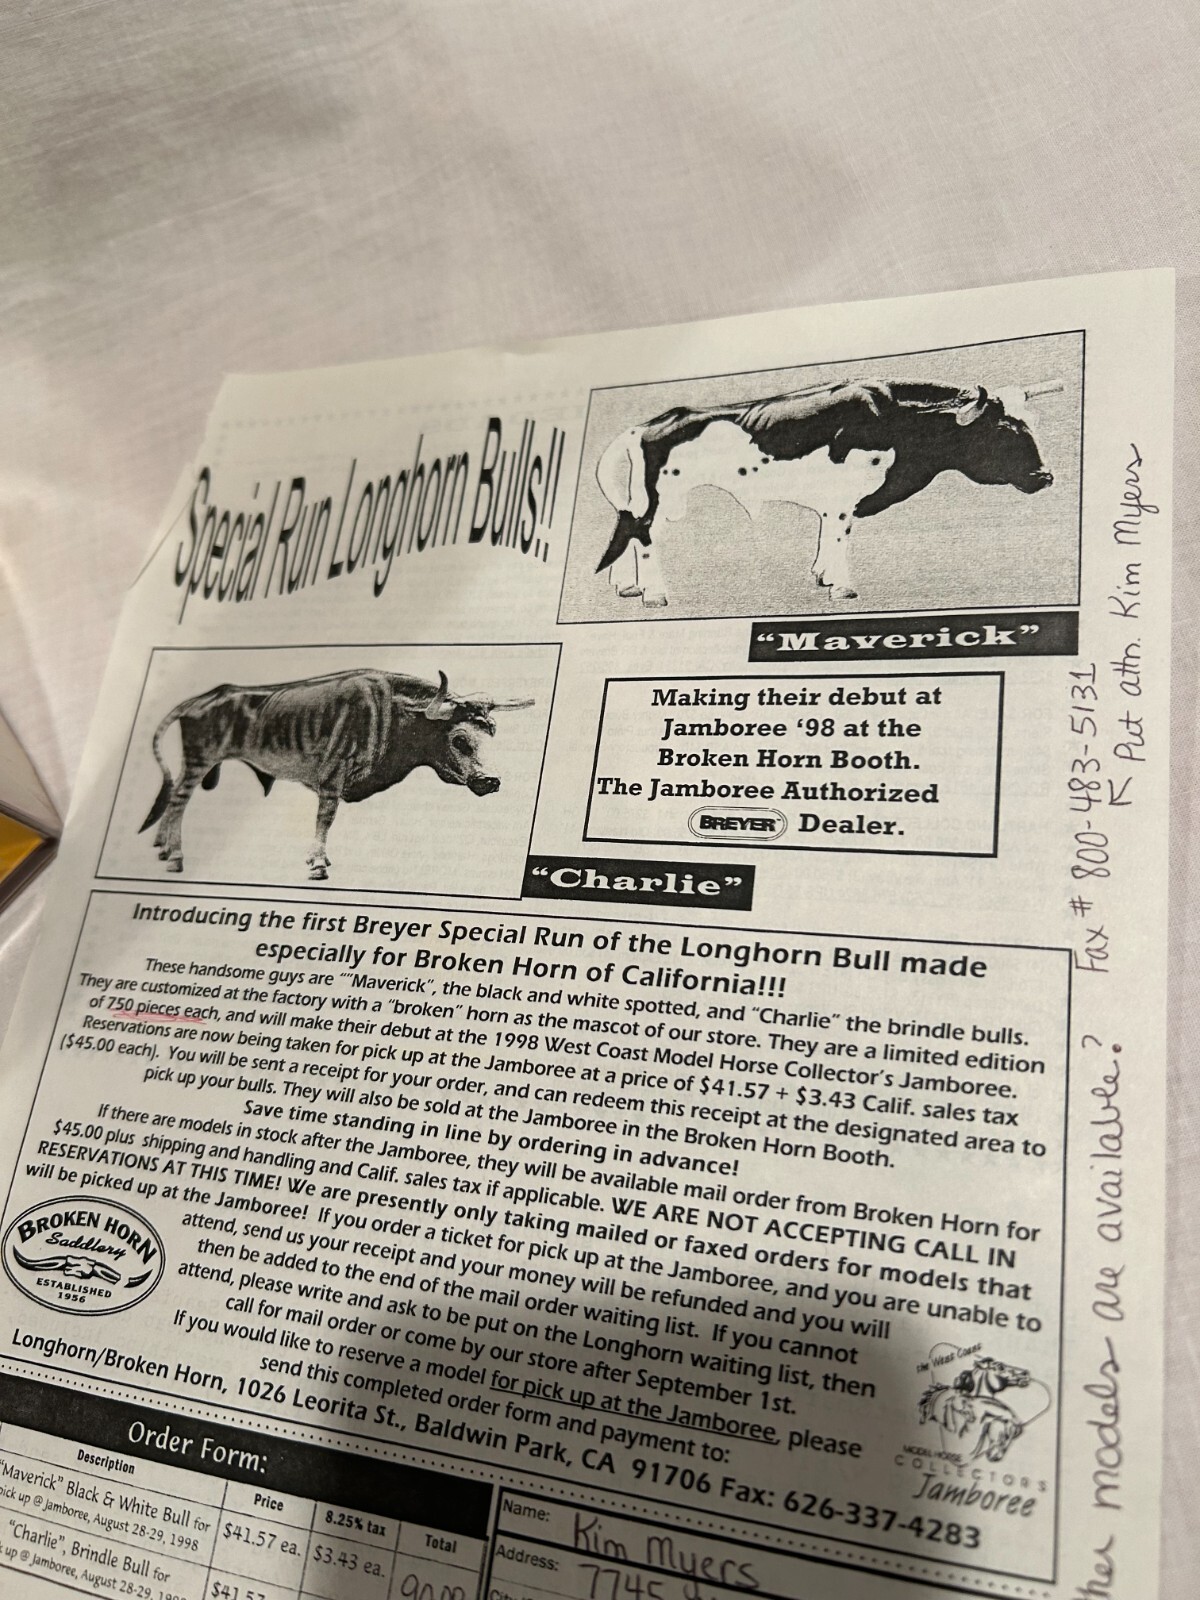 Special Run Longhorn Bulls!!
"Maverick"
Making their debut at
Jamboree '98 at the
Broken Horn Booth.
The Jamboree Authorized
BREYER Dealer.
"Charlie"
Introducing the first Breyer Special Run of the Longhorn Bull made
especially for Broken Horn of California!!!
These handsome guys are ""Maverick", the black and white spotted, and "Charlie" the brindle bulls.
They are customized at the factory with a "broken" horn as the mascot of our store. They are a limited edition
of 750 pieces each, and will make their debut at the 1998 West Coast Model Horse Collector's Jamboree.
Reservations are now being taken for pick up at the Jamboree at a price of $41.57 + $3.43 Calif. sales tax
($45.00 each). You will be sent a receipt for your order, and can redeem this receipt at the designated area to
pick up your bulls. They will also be sold at the Jamboree in the Broken Horn Booth.
Save time standing in line by ordering in advance!
If there are models in stock after the Jamboree, they will be available mail order from Broken Horn for
$45.00 plus shipping and handling and Calif. sales tax if applicable. WE ARE NOT ACCEPTING CALL IN
RESERVATIONS AT THIS TIME! We are presently only taking mailed or faxed orders for models that
will be picked up at the Jamboree! If you order a ticket for pick up at the Jamboree, and you are unable to
attend, send us your receipt and your money will be refunded and you will
then be added to the end of the mail order waiting list. If you cannot
attend, please write and ask to be put on the Longhorn waiting list, then
call for mail order or come by our store after September 1st.
If you would like to reserve a model for pick up at the Jamboree, please
send this completed order form and payment to:
Longhorn/Broken Horn, 1026 Leorita St., Baldwin Park, CA 91706 Fax: 626-337-4283
BROKEN HORN
Saddlery
ESTABLISHED
1956
the West Coast
MODEL HORSE
COLLECTORS
Jamboree
Order Form:
Description
Price
8.25% tax
Total
"Maverick" Black & White Bull for
pick up @ Jamboree, August 28-29, 1998
$41.57 ea.
$3.43 ea.
90.00
"Charlie", Brindle Bull for
up @ Jamboree, August 28-29, 199
$41.57
Name: Kim Myers
Address: 7745
models are available? Fax # 800-483-5131
Put attn. Kim Myers